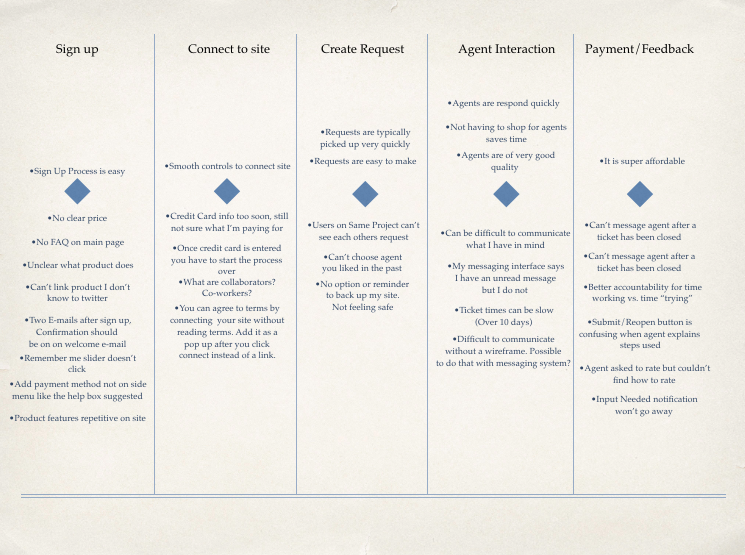 Sign up
•Sign Up Process is easy
•No clear price
•No FAQ on main page
•Unclear what product does
•Can't link product I don't
know to twitter
•Two E-mails after sign up,
Confirmation should
be on on welcome e-mail
•Remember me slider doesn't
click
•Add payment method not on side
menu like the help box suggested
•Product features repetitive on site
Connect to site
•Smooth controls to connect site
•Credit Card info too soon, still
not sure what I'm paying for
•Once credit card is entered
you have to start the process
over
•What are collaborators?
Co-workers?
•You can agree to terms by
connecting your site without
reading terms. Add it as a
pop up after you click
connect instead of a link.
Create Request
•Requests are typically
picked up very quickly
•Requests are easy to make
•Users on Same Project can't
see each others request
•Can't choose agent
you liked in the past
•No option or reminder
to back up my site.
Not feeling safe
Agent Interaction
•Agents are respond quickly
•Not having to shop for agents
saves time
•Agents are of very good
quality
•Can be difficult to communicate
what I have in mind
•My messaging interface says
I have an unread message
but I do not
•Ticket times can be slow
(Over 10 days)
•Difficult to communicate
without a wireframe. Possible
to do that with messaging system?
Payment/Feedback
•It is super affordable
•Can't message agent after a
ticket has been closed
•Can't message agent after a
ticket has been closed
•Better accountability for time
working vs. time "trying"
•Submit/Reopen button is
confusing when agent explains
steps used
•Agent asked to rate but couldn't
find how to rate
•Input Needed notification
won't go away